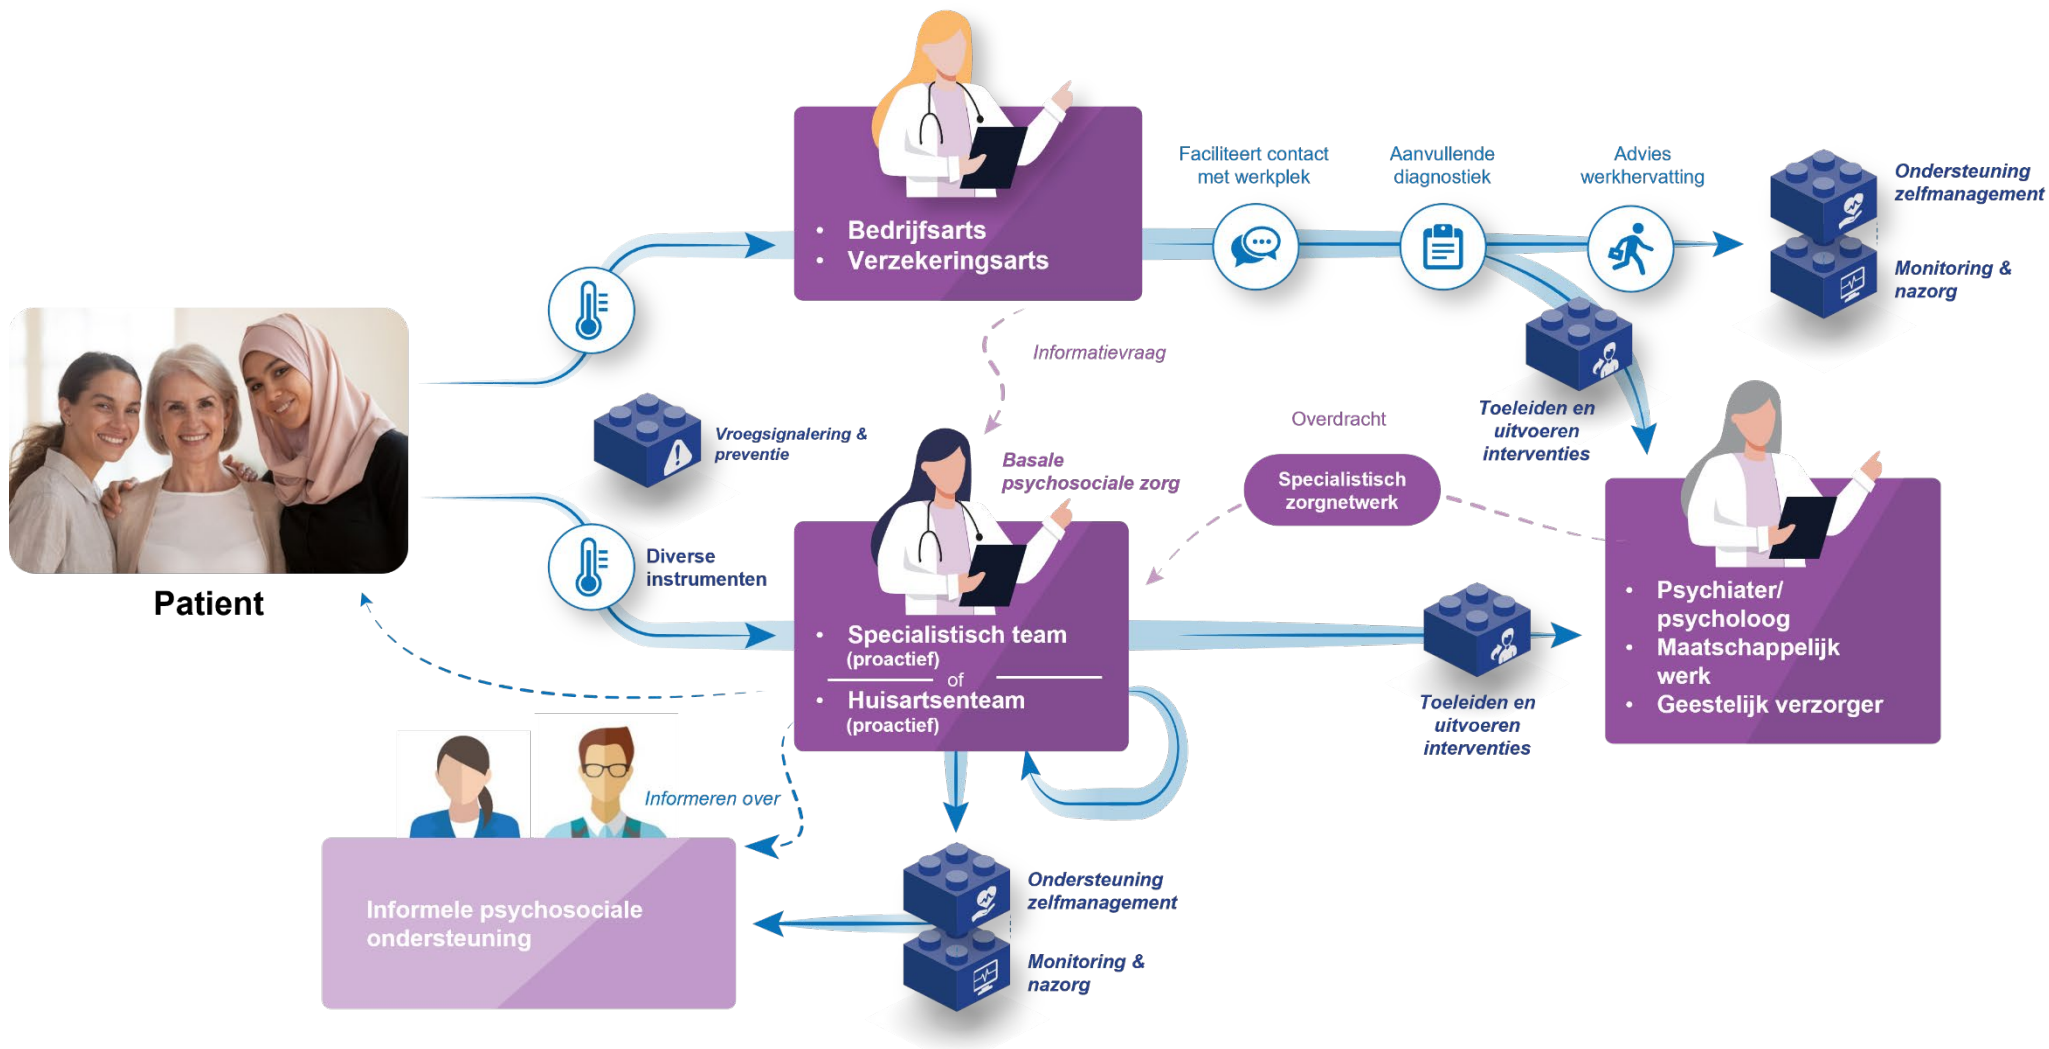 Bedrijfsarts
Verzekeringsarts
Faciliteert contact
met werkplek
Aanvullende
diagnostiek
Advies
werkhervatting
Ondersteuning
zelfmanagement
Monitoring &
nazorg
Informatievraag
Toeleiden en
uitvoeren
interventies
Vroegsignalering &
preventie
Basale
psychosociale zorg
Overdracht
Specialistisch
zorgnetwerk
Patient
Diverse
instrumenten
Specialistisch team
(proactief)
of
Huisartsenteam
(proactief)
Toeleiden en
uitvoeren
interventies
Psychiater/
psycholoog
Maatschappelijk
werk
Geestelijk verzorger
Informeren over
Informele psychosociale
ondersteuning
Ondersteuning
zelfmanagement
Monitoring &
nazorg